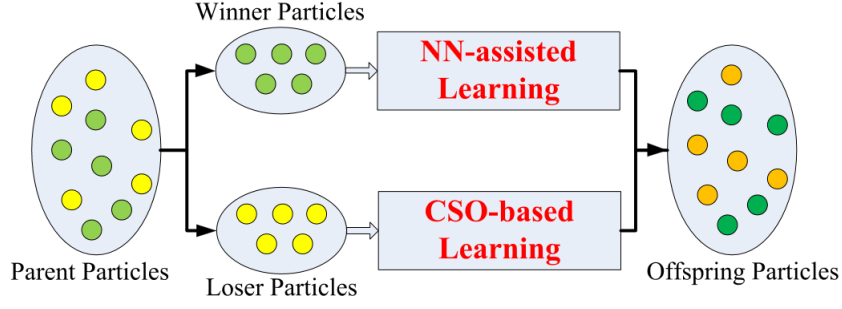 Winner Particles
NN-assisted
Learning
CSO-based
Learning
Parent Particles
Loser Particles
Offspring Particles